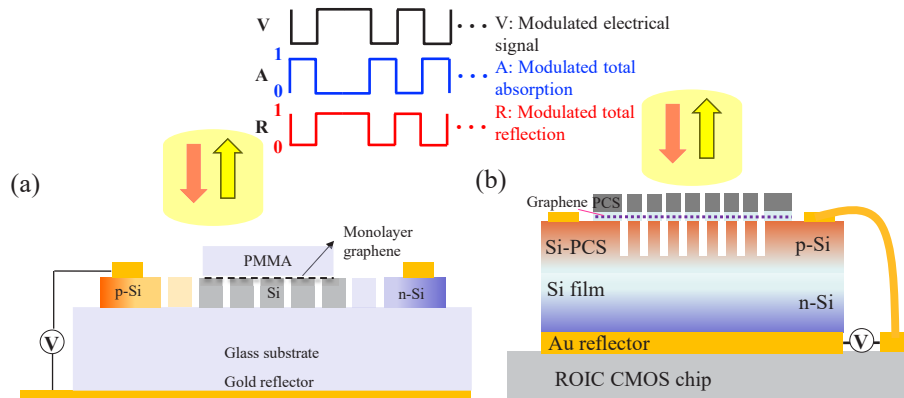 V
V: Modulated electrical
signal
1
A
0
A: Modulated total
absorption
1
R
0
R: Modulated total
reflection
(a)
Monolayer
graphene
PMMA
p-Si
Si
n-Si
V
Glass substrate
Gold reflector
(b)
Graphene
PCS
Si-PCS
p-Si
Si film
n-Si
Au reflector
V
ROIC CMOS chip